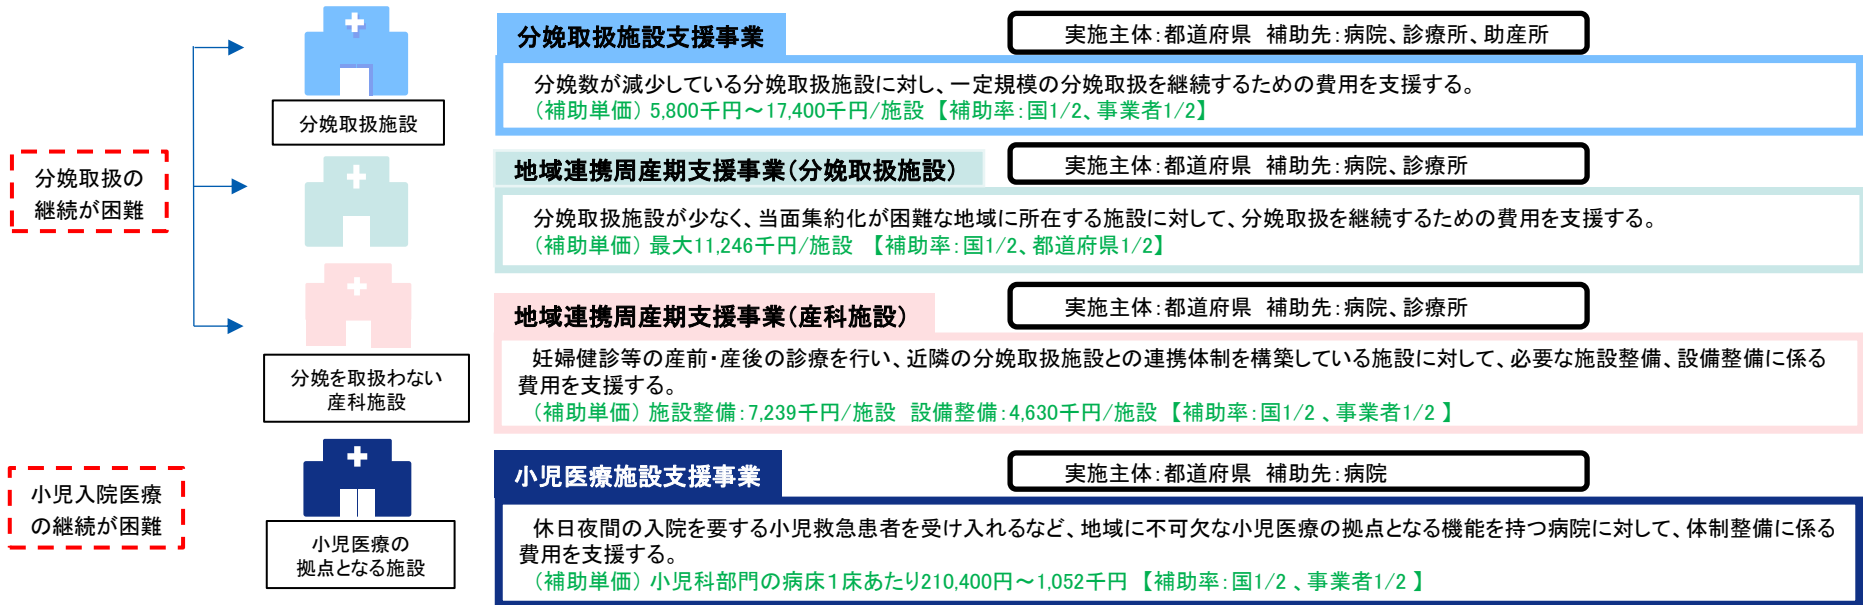 分娩取扱の
継続が困難
小児入院医療
の継続が困難
分娩取扱施設
分娩を取扱わない
産科施設
小児医療の
拠点となる施設
分娩取扱施設支援事業
実施主体:都道府県 補助先:病院、診療所、助産所
分娩数が減少している分娩取扱施設に対し、一定規模の分娩取扱を継続するための費用を支援する。
(補助単価) 5,800千円～17,400千円/施設 【補助率:国1/2、事業者1/2】
地域連携周産期支援事業(分娩取扱施設)
実施主体:都道府県 補助先:病院、診療所
分娩取扱施設が少なく、当面集約化が困難な地域に所在する施設に対して、分娩取扱を継続するための費用を支援する。
(補助単価) 最大11,246千円/施設 【補助率:国1/2、都道府県1/2】
地域連携周産期支援事業(産科施設)
実施主体:都道府県 補助先:病院、診療所
妊婦健診等の産前・産後の診療を行い、近隣の分娩取扱施設との連携体制を構築している施設に対して、必要な施設整備、設備整備に係る
費用を支援する。
(補助単価) 施設整備:7,239千円/施設 設備整備:4,630千円/施設 【補助率:国1/2 、事業者1/2 】
小児医療施設支援事業
実施主体:都道府県 補助先:病院
休日夜間の入院を要する小児救急患者を受け入れるなど、地域に不可欠な小児医療の拠点となる機能を持つ病院に対して、体制整備に係る
費用を支援する。
(補助単価) 小児科部門の病床１床あたり210,400円～1,052千円 【補助率:国1/2 、事業者1/2 】